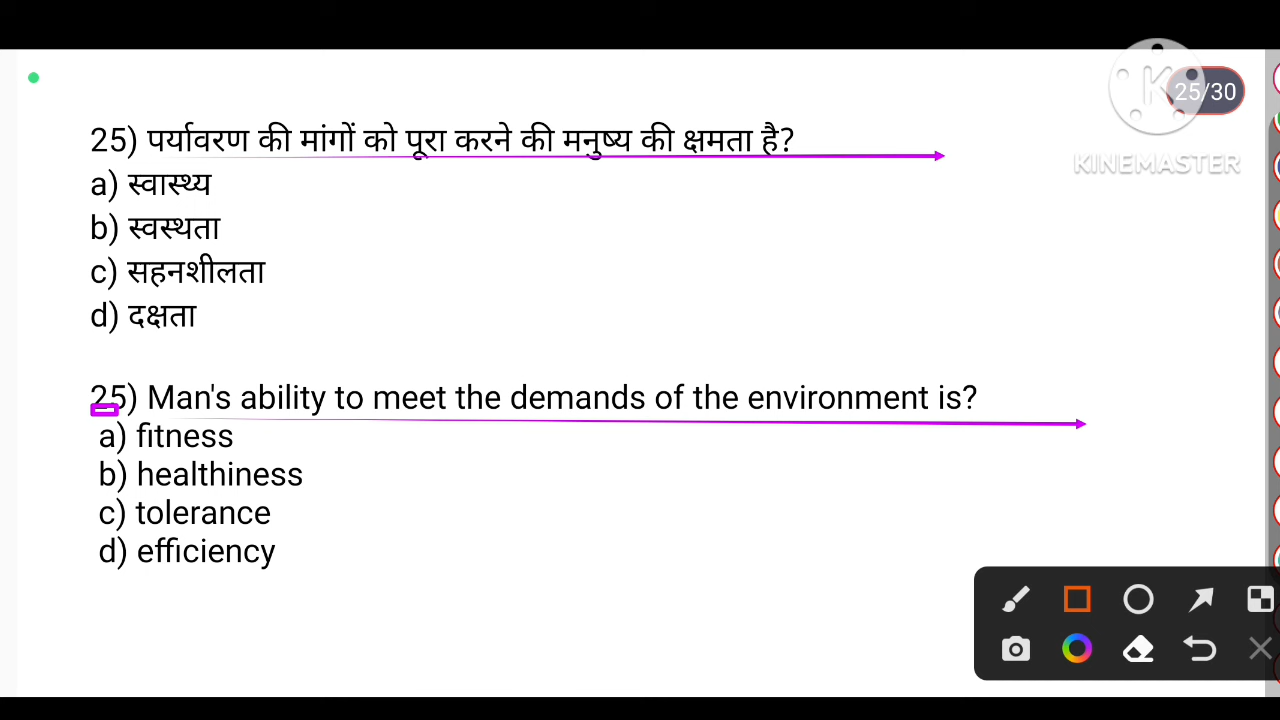 25/30
KINEMASTER
25) पर्यावरण की मांगों को पूरा करने की मनुष्य की क्षमता है?
a) स्वास्थ्य
b) स्वस्थता
c) सहनशीलता
d) दक्षता
25) Man's ability to meet the demands of the environment is?
a) fitness
b) healthiness
c) tolerance
d) efficiency